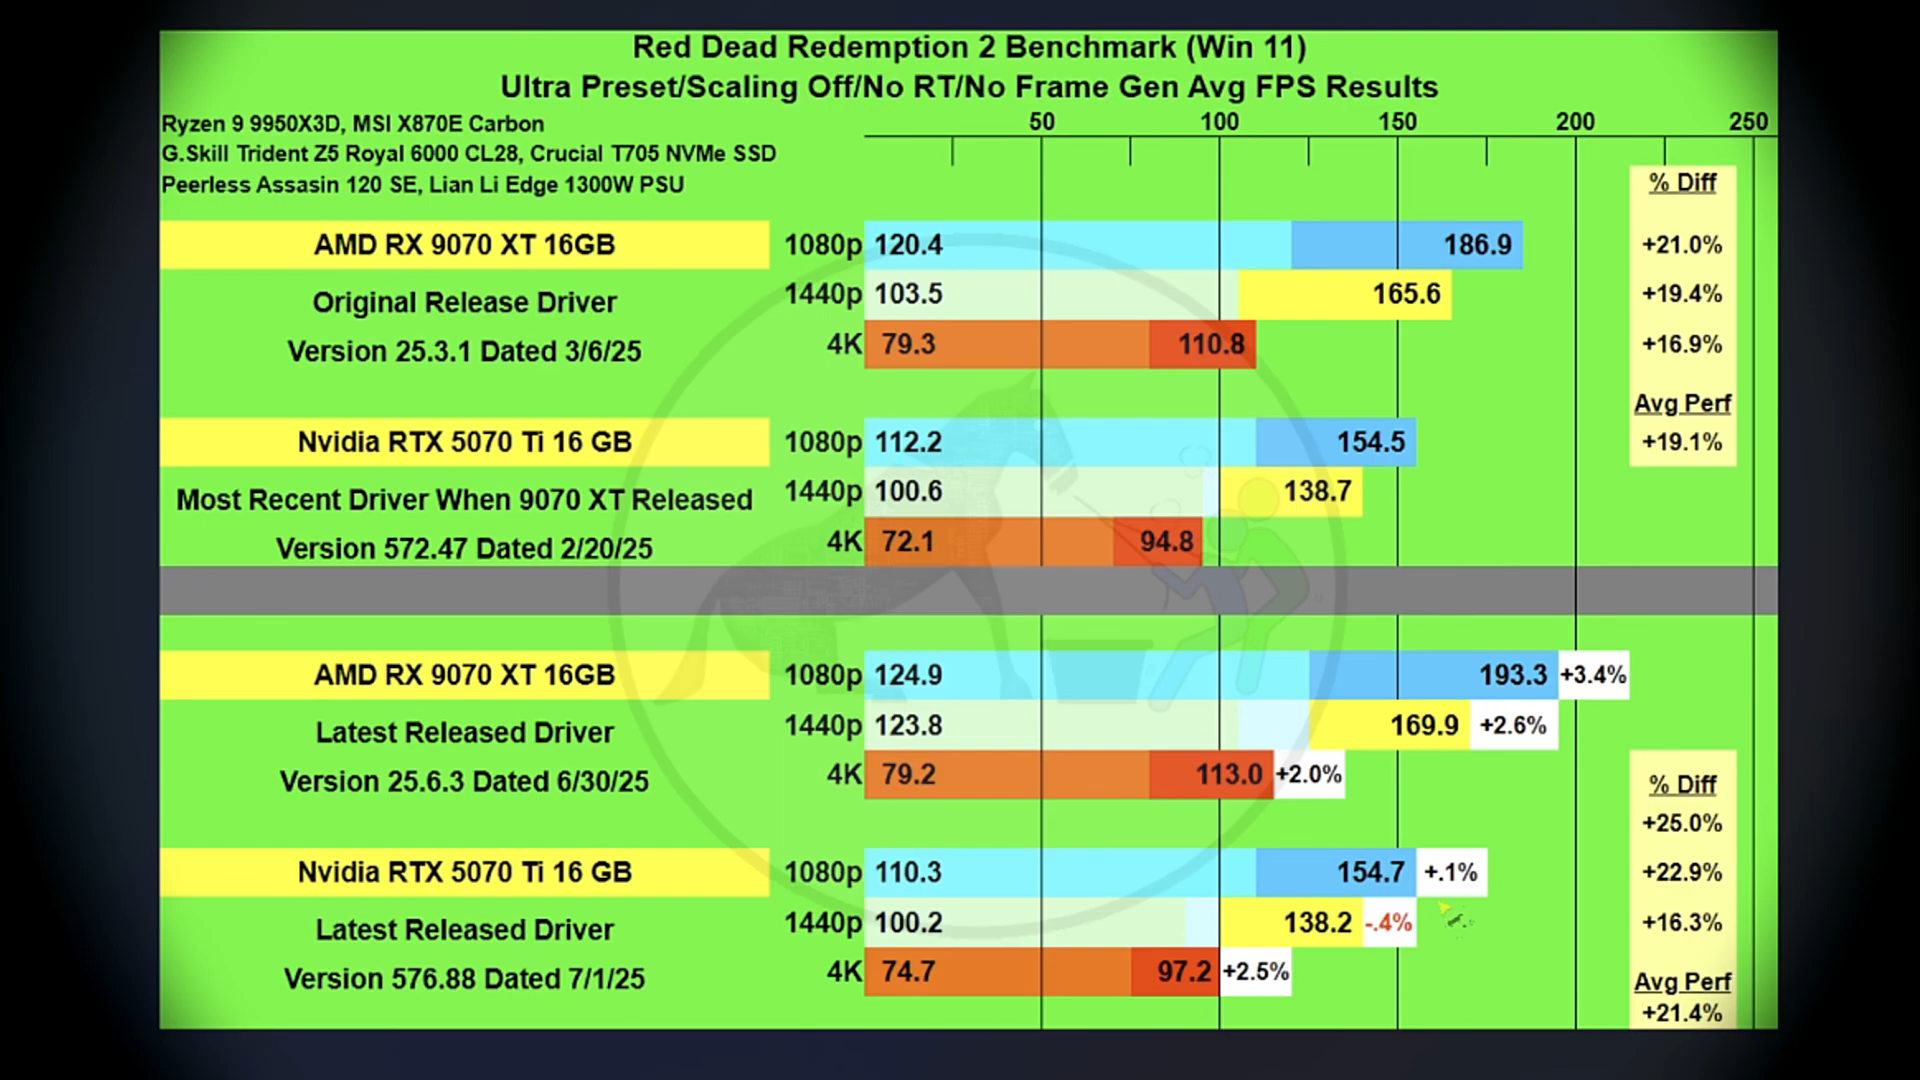 Red Dead Redemption 2 Benchmark (Win 11)
Ultra Preset/Scaling Off/No RT/No Frame Gen Avg FPS Results
Ryzen 9 9950X3D, MSI X870E Carbon
50 100 150 200 250
G.Skill Trident Z5 Royal 6000 CL28, Crucial T705 NVMe SSD
Peerless Assasin 120 SE, Lian Li Edge 1300W PSU
% Diff
AMD RX 9070 XT 16GB 1080p 120.4 186.9 +21.0%
Original Release Driver 1440p 103.5 165.6 +19.4%
Version 25.3.1 Dated 3/6/25 4K 79.3 110.8 +16.9%
Avg Perf
Nvidia RTX 5070 Ti 16 GB 1080p 112.2 154.5 +19.1%
Most Recent Driver When 9070 XT Released 1440p 100.6 138.7
Version 572.47 Dated 2/20/25 4K 72.1 94.8
AMD RX 9070 XT 16GB 1080p 124.9 193.3 +3.4%
Latest Released Driver 1440p 123.8 169.9 +2.6%
Version 25.6.3 Dated 6/30/25 4K 79.2 113.0 +2.0% % Diff
+25.0%
Nvidia RTX 5070 Ti 16 GB 1080p 110.3 154.7 +.1% +22.9%
Latest Released Driver 1440p 100.2 138.2 -.4% +16.3%
Version 576.88 Dated 7/1/25 4K 74.7 97.2 +2.5% Avg Perf
+21.4%